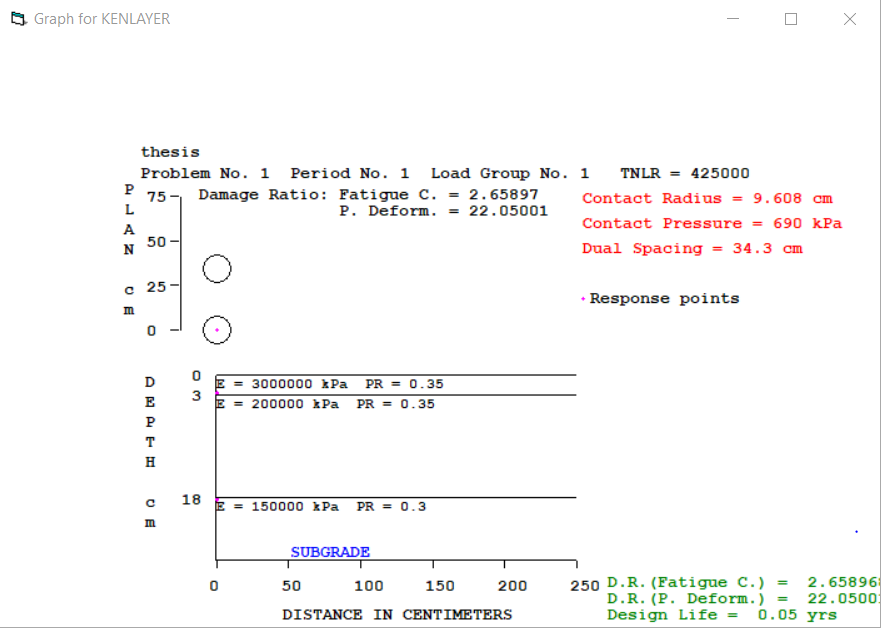 Graph for KENLAYER
thesis
Problem No. 1 Period No. 1 Load Group No. 1 TNLR = 425000
Damage Ratio: Fatigue C. = 2.65897
P. Deform. = 22.05001
Contact Radius = 9.608 cm
Contact Pressure = 690 kPa
Dual Spacing = 34.3 cm
PLAN cm
75
50
25
0
Response points
DEPTH cm
0
E = 3000000 kPa PR = 0.35
3
E = 200000 kPa PR = 0.35
18
E = 150000 kPa PR = 0.3
SUBGRADE
0 50 100 150 200 250
DISTANCE IN CENTIMETERS
D.R.(Fatigue C.) = 2.65896
D.R.(P. Deform.) = 22.0500
Design Life = 0.05 yrs